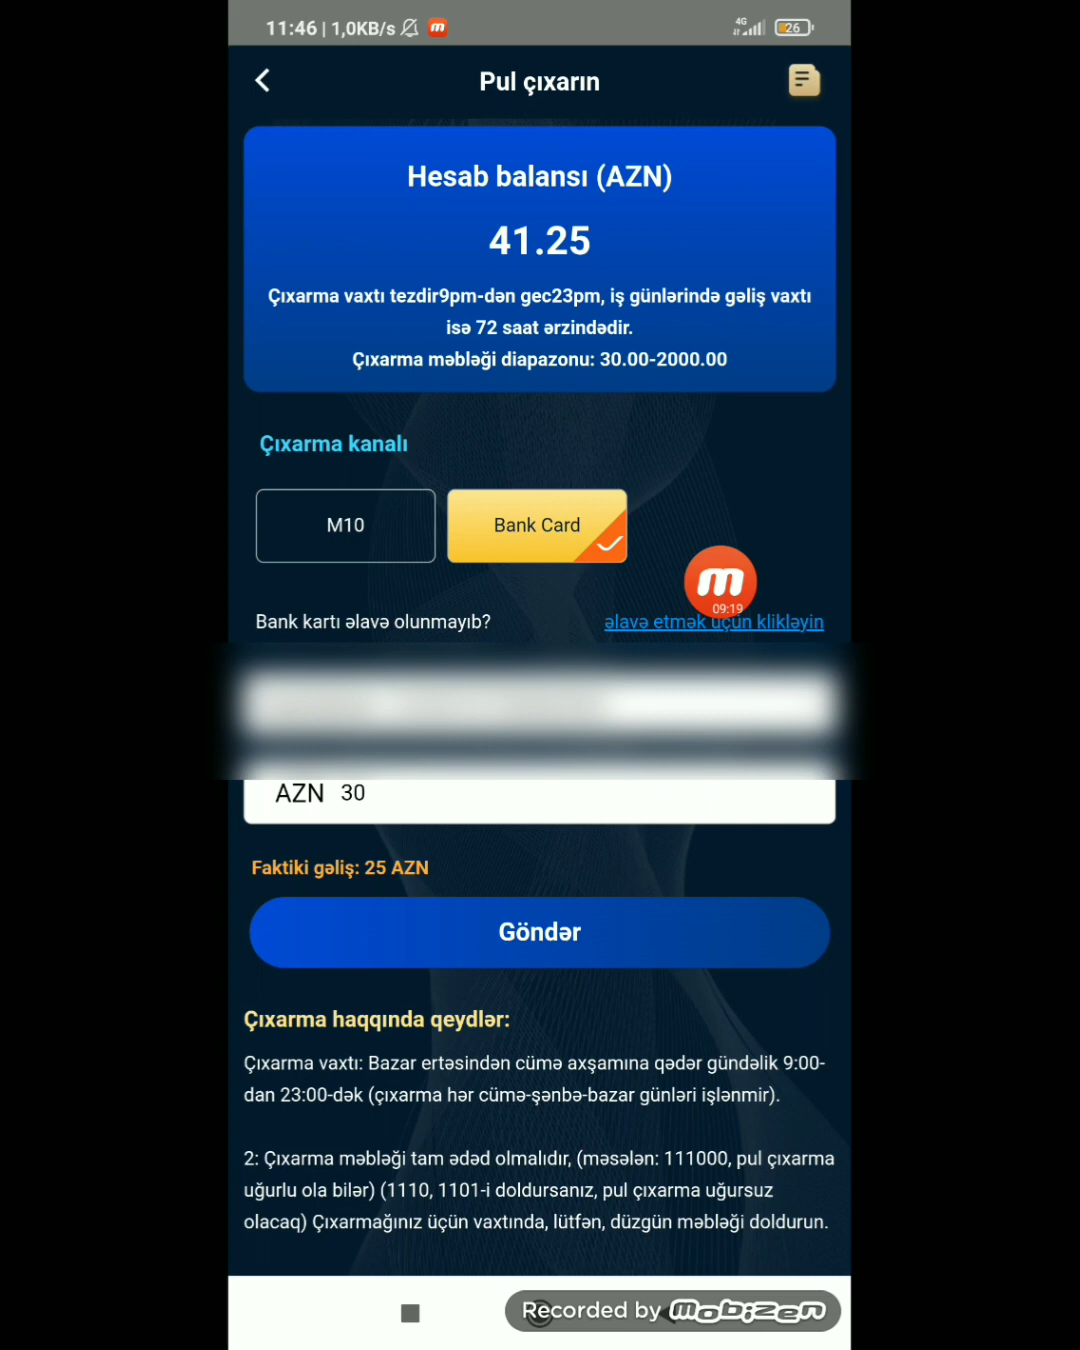 11:46 | 1,0KB/s m 4G 26
Pul çıxarın
Hesab balansı (AZN)
41.25
Çıxarma vaxtı tezdir9pm-dən gec23pm, iş günlərində gəliş vaxtı
isə 72 saat ərzindədir.
Çıxarma məbləği diapazonu: 30.00-2000.00
Çıxarma kanalı
M10
Bank Card
m
09:19
Bank kartı əlavə olunmayıb? əlavə etmək üçün klikləyin
AZN 30
Faktiki gəliş: 25 AZN
Göndər
Çıxarma haqqında qeydlər:
Çıxarma vaxtı: Bazar ertəsindən cümə axşamına qədər gündəlik 9:00-
dan 23:00-dək (çıxarma hər cümə-şənbə-bazar günləri işlənmir).
2: Çıxarma məbləği tam ədəd olmalıdır, (məsələn: 111000, pul çıxarma
uğurlu ola bilər) (1110, 1101-i doldursanız, pul çıxarma uğursuz
olacaq) Çıxarmağınız üçün vaxtında, lütfən, düzgün məbləği doldurun.
Recorded by mobizen